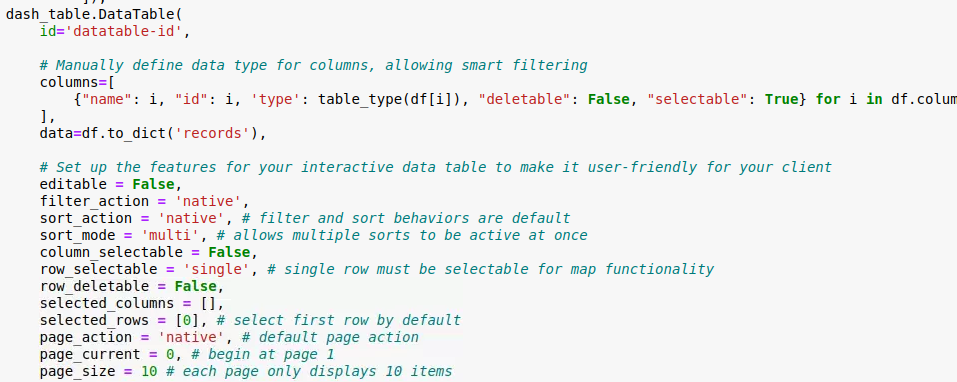 ]),
dash_table.DataTable(
    id='datatable-id',

    # Manually define data type for columns, allowing smart filtering
    columns=[
        {"name": i, "id": i, 'type': table_type(df[i]), "deletable": False, "selectable": True} for i in df.colum
    ],
    data=df.to_dict('records'),

    # Set up the features for your interactive data table to make it user-friendly for your client
    editable = False,
    filter_action = 'native',
    sort_action = 'native', # filter and sort behaviors are default
    sort_mode = 'multi', # allows multiple sorts to be active at once
    column_selectable = False,
    row_selectable = 'single', # single row must be selectable for map functionality
    row_deletable = False,
    selected_columns = [],
    selected_rows = [0], # select first row by default
    page_action = 'native', # default page action
    page_current = 0, # begin at page 1
    page_size = 10 # each page only displays 10 items